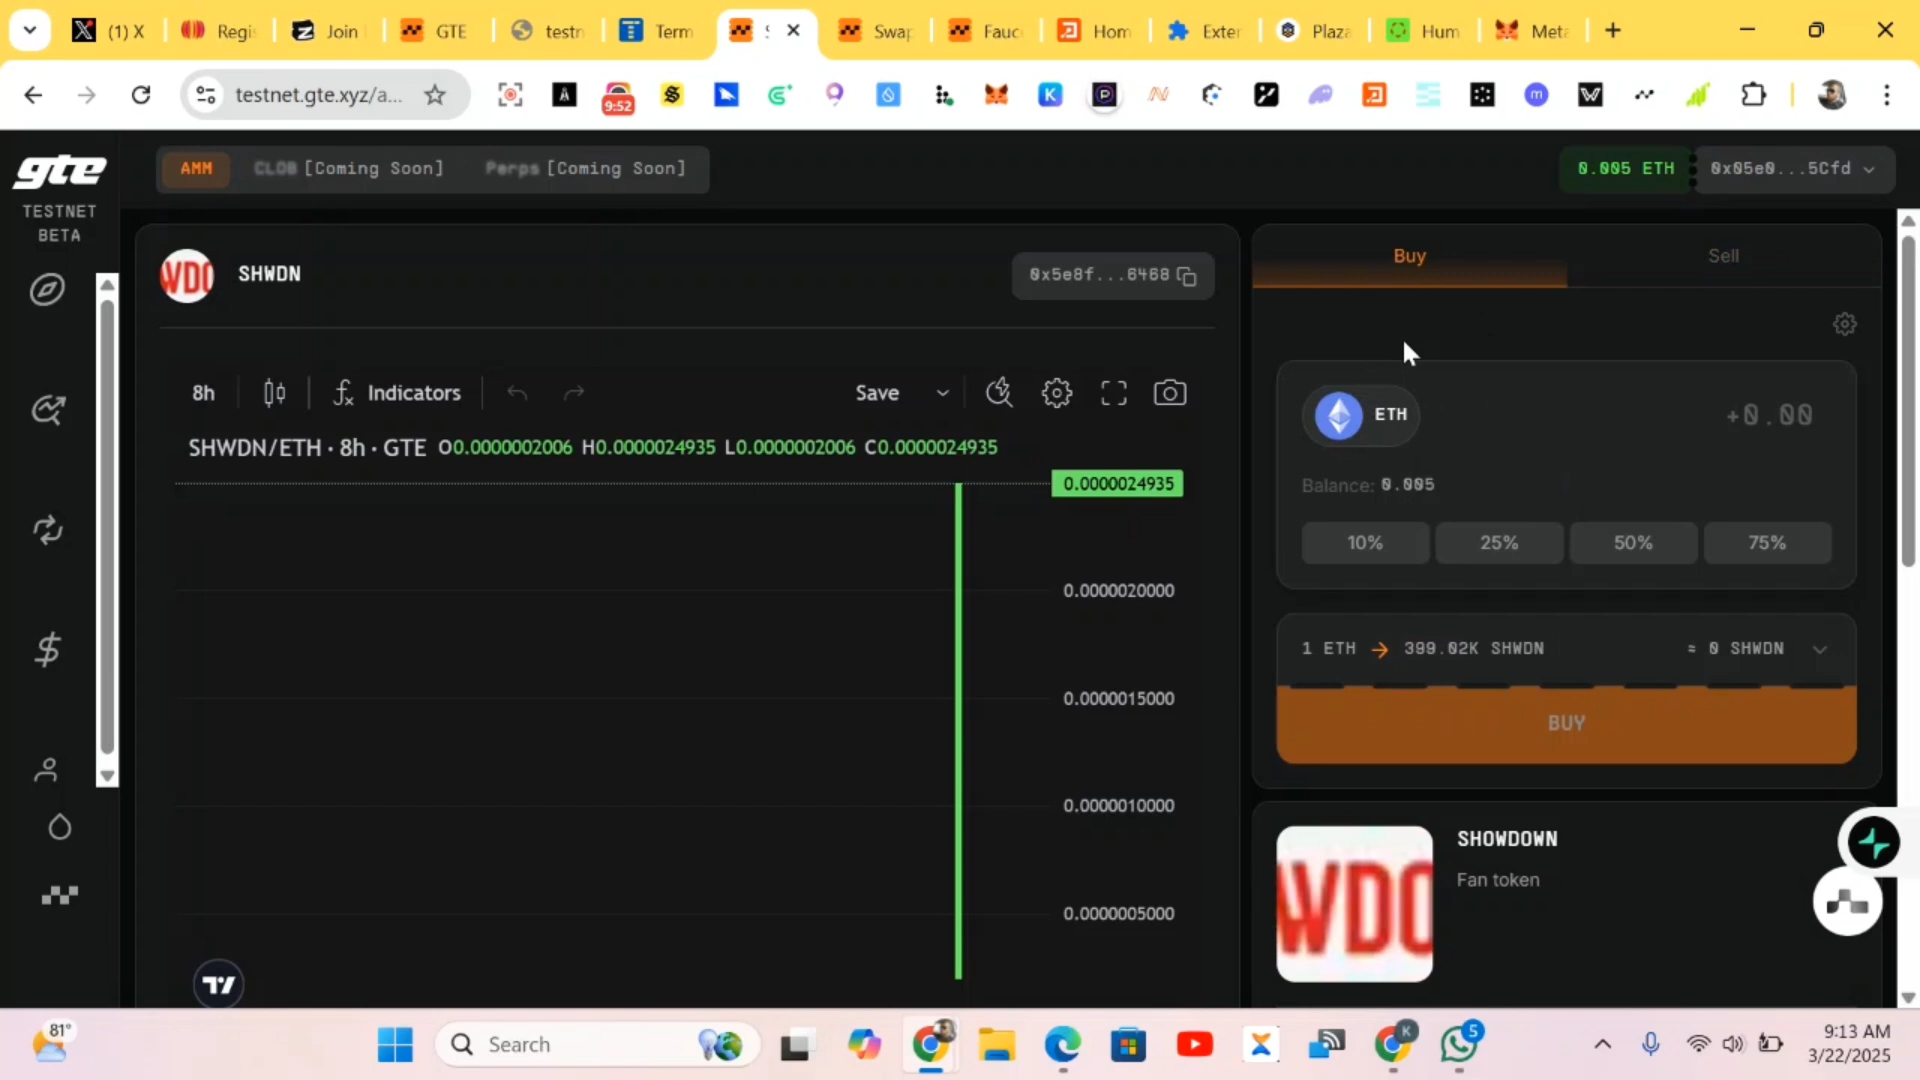 (1) X
Regis
Join
GTE
testn
Term
S
Swap
Fauc
Hom
Exter
Plaza
Hum
Meta
testnet.gte.xyz/a...
9:52
gte
TESTNET
BETA
AMM
CLOB [Coming Soon]
Perps [Coming Soon]
0.005 ETH
0x05e0...5Cfd
SHWDN
0x5e8f...6468
8h
Indicators
Save
SHWDN/ETH · 8h · GTE O0.0000002006 H0.0000024935 L0.0000002006 C0.0000024935
0.0000024935
0.0000020000
0.0000015000
0.0000010000
0.0000005000
Buy
Sell
ETH
+0.00
Balance: 0.005
10%
25%
50%
75%
1 ETH → 399.02K SHWDN
≈ 0 SHWDN
BUY
WDO
SHOWDOWN
Fan token
81°
Search
K
5
9:13 AM
3/22/2025